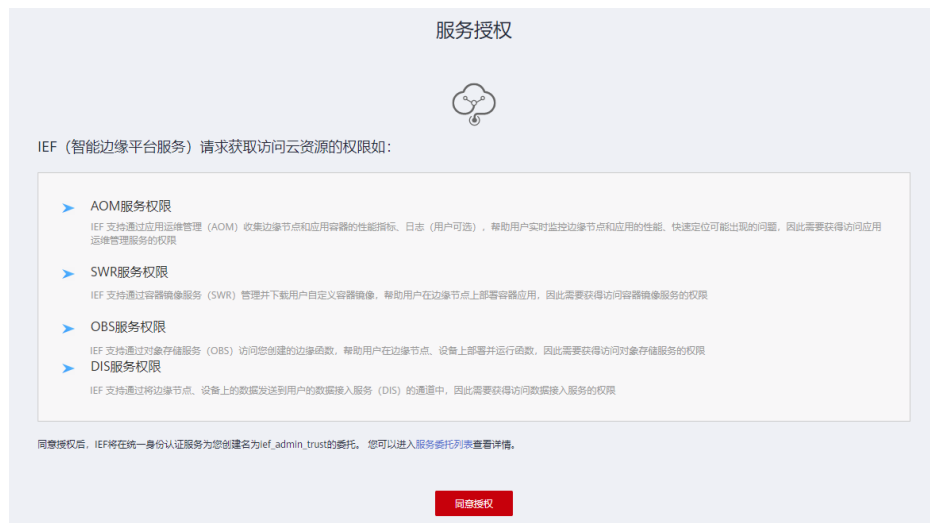 服务授权
IEF（智能边缘平台服务）请求获取访问云资源的权限如：
AOM服务权限
IEF 支持通过应用运维管理（AOM）收集边缘节点和应用容器的性能指标、日志（用户可选），帮助用户实时监控边缘节点和应用的性能、快速定位可能出现的问题，因此需要获得访问应用
运维管理服务的权限
SWR服务权限
IEF 支持通过容器镜像服务（SWR）管理并下载用户自定义容器镜像，帮助用户在边缘节点上部署容器应用，因此需要获得访问容器镜像服务的权限
OBS服务权限
IEF 支持通过对象存储服务（OBS）访问您创建的边缘函数，帮助用户在边缘节点、设备上部署并运行函数，因此需要获得访问对象存储服务的权限
DIS服务权限
IEF 支持通过将边缘节点、设备上的数据发送到用户的数据接入服务（DIS）的通道中，因此需要获得访问数据接入服务的权限
同意授权后，IEF将在统一身份认证服务为您创建名为ief_admin_trust的委托。 您可以进入服务委托列表查看详情。
同意授权